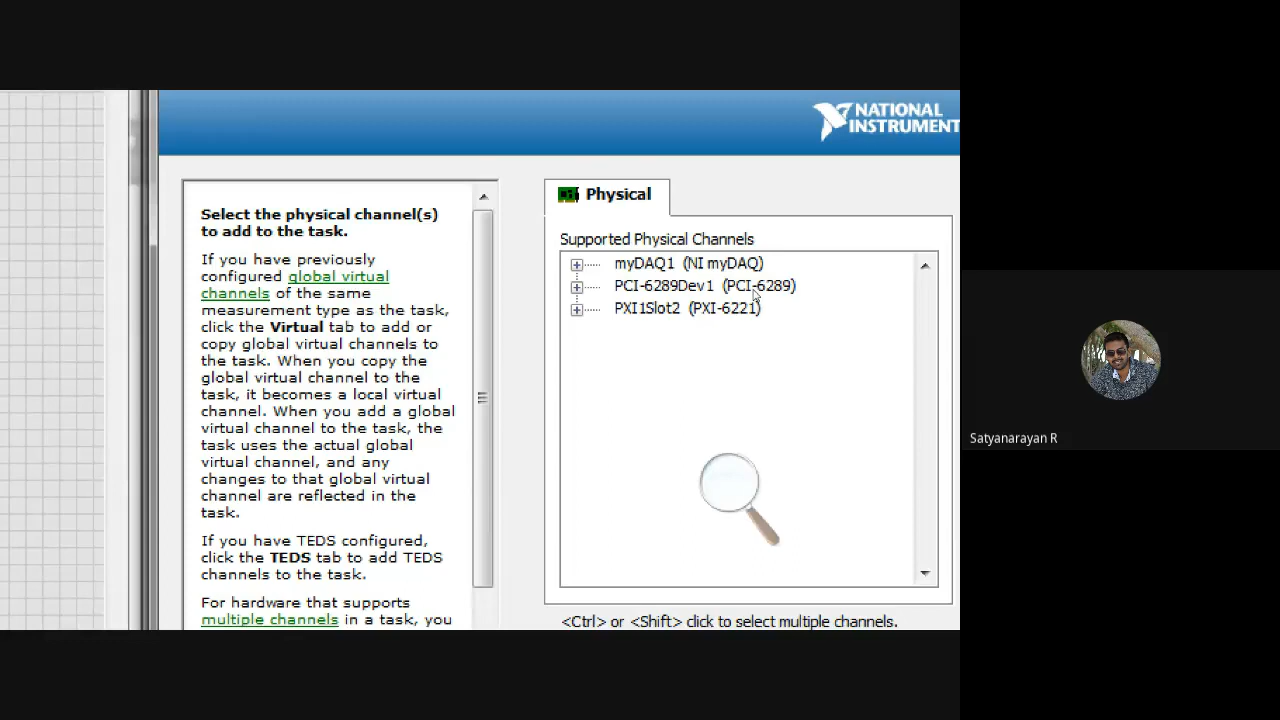 NATIONAL
INSTRUMENT
Select the physical channel(s)
to add to the task.
If you have previously
configured global virtual
channels of the same
measurement type as the task,
click the Virtual tab to add or
copy global virtual channels to
the task. When you copy the
global virtual channel to the
task, it becomes a local virtual
channel. When you add a global
virtual channel to the task, the
task uses the actual global
virtual channel, and any
changes to that global virtual
channel are reflected in the
task.
If you have TEDS configured,
click the TEDS tab to add TEDS
channels to the task.
For hardware that supports
multiple channels in a task, you
Physical
Supported Physical Channels
myDAQ1 (NI myDAQ)
PCI-6289Dev1 (PCI-6289)
PXI1Slot2 (PXI-6221)
<Ctrl> or <Shift> click to select multiple channels.
Satyanarayan R